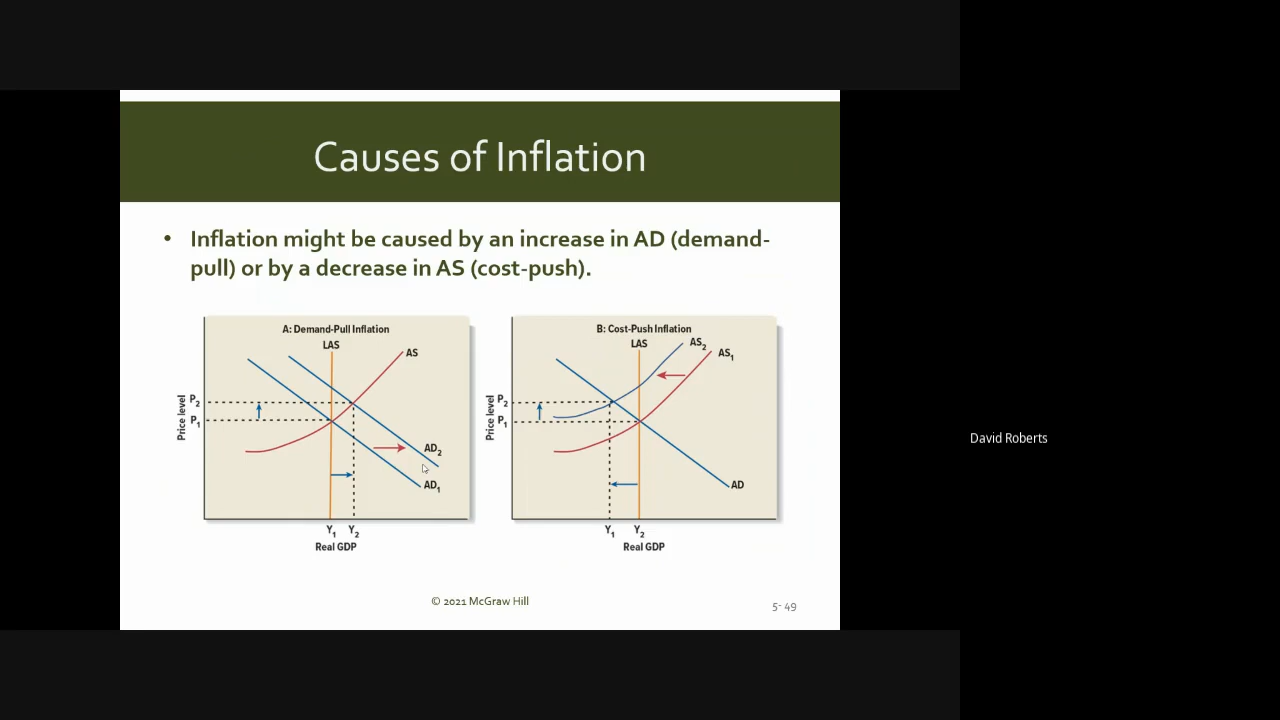 Causes of Inflation
• Inflation might be caused by an increase in AD (demand-
pull) or by a decrease in AS (cost-push).
A: Demand-Pull Inflation
LAS
AS
P2
P1
Price level
AD2
AD1
Y1 Y2
Real GDP
B: Cost-Push Inflation
LAS
AS2
AS1
P2
P1
Price level
AD
Y1 Y2
Real GDP
© 2021 McGraw Hill
5- 49
David Roberts